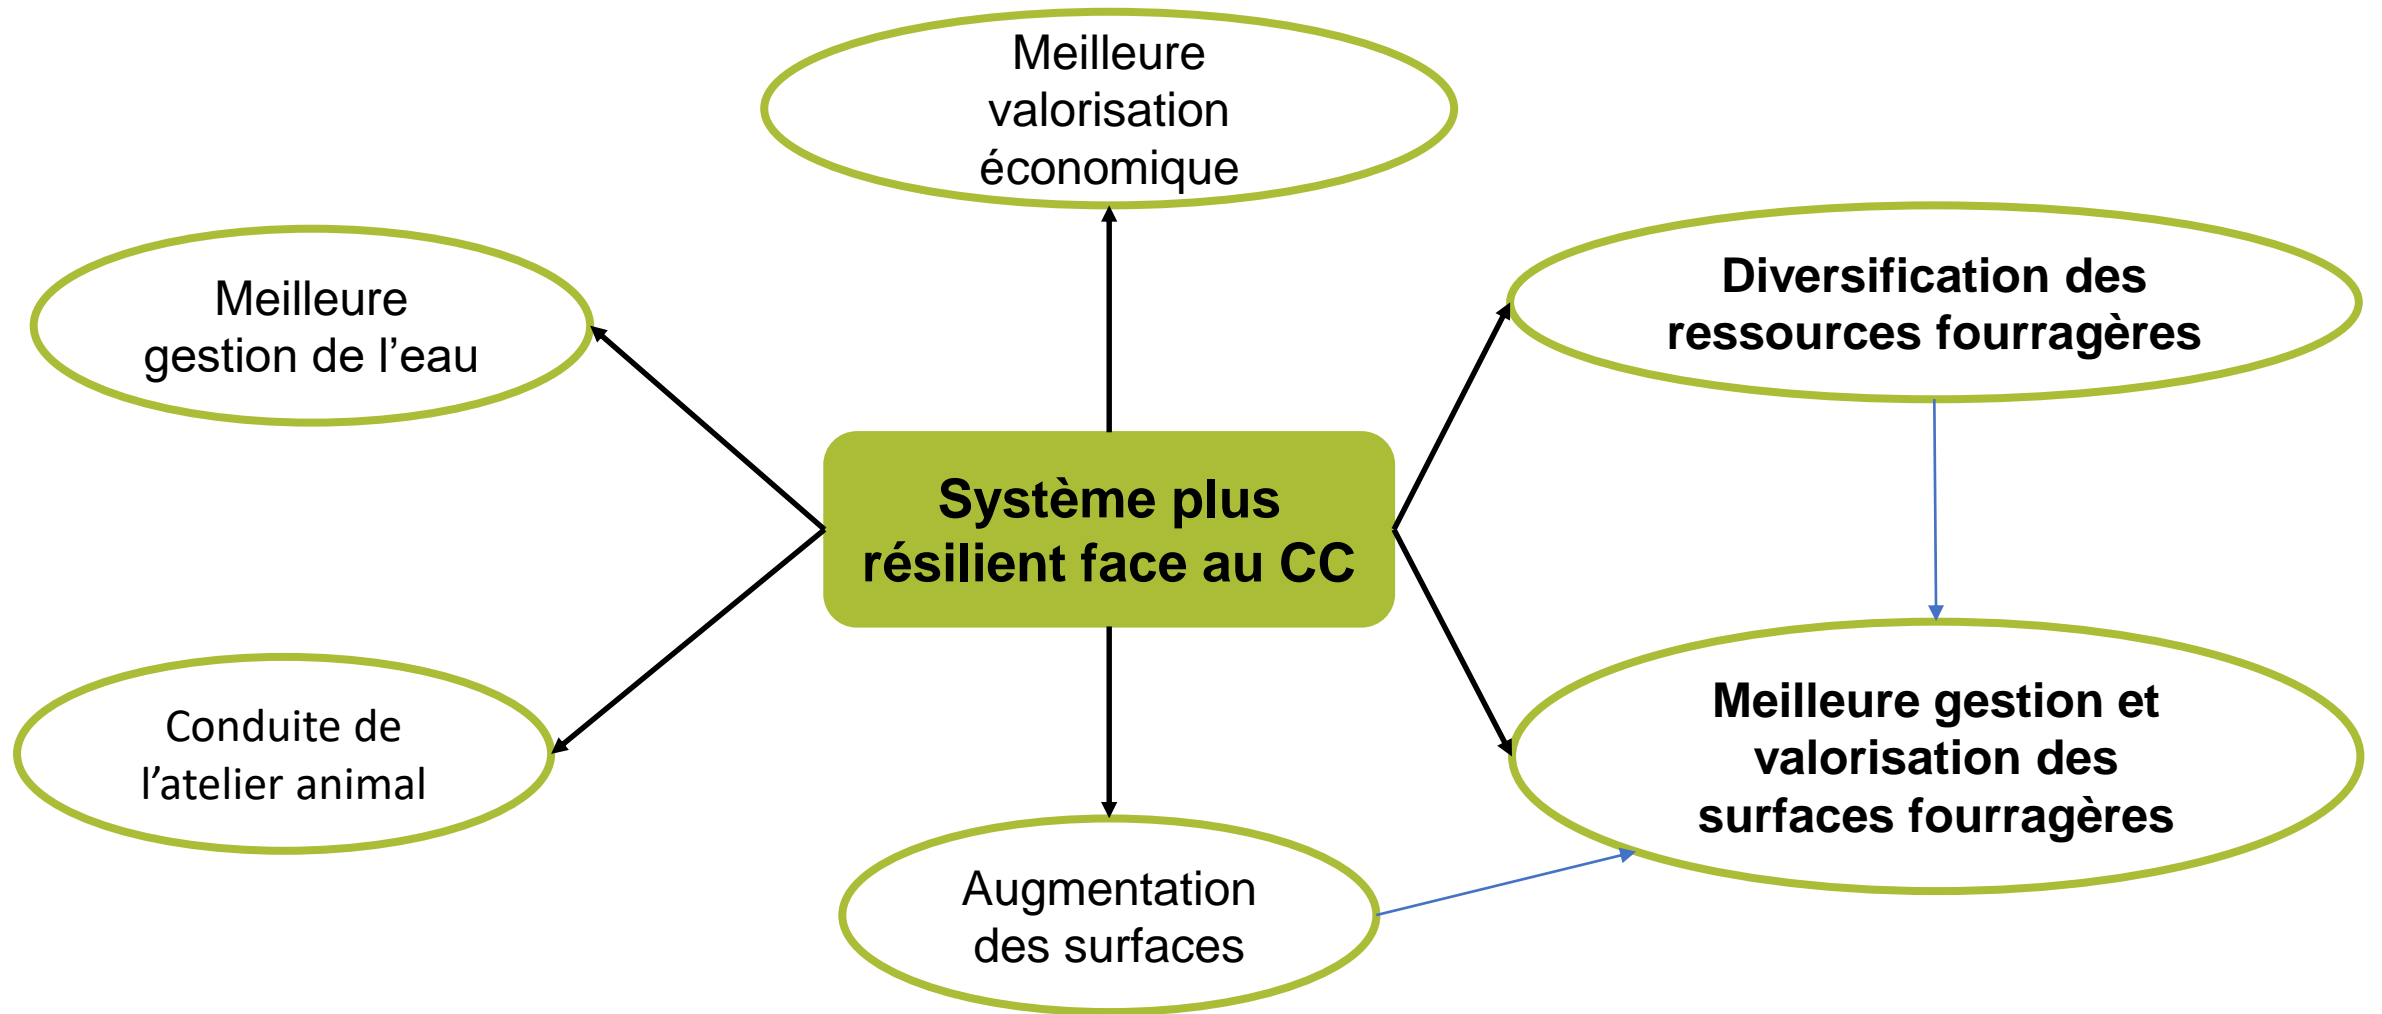 Meilleure
valorisation
économique
Meilleure
gestion de l’eau
Diversification des
ressources fourragères
Système plus
résilient face au CC
Conduite de
l’atelier animal
Meilleure gestion et
valorisation des
surfaces fourragères
Augmentation
des surfaces